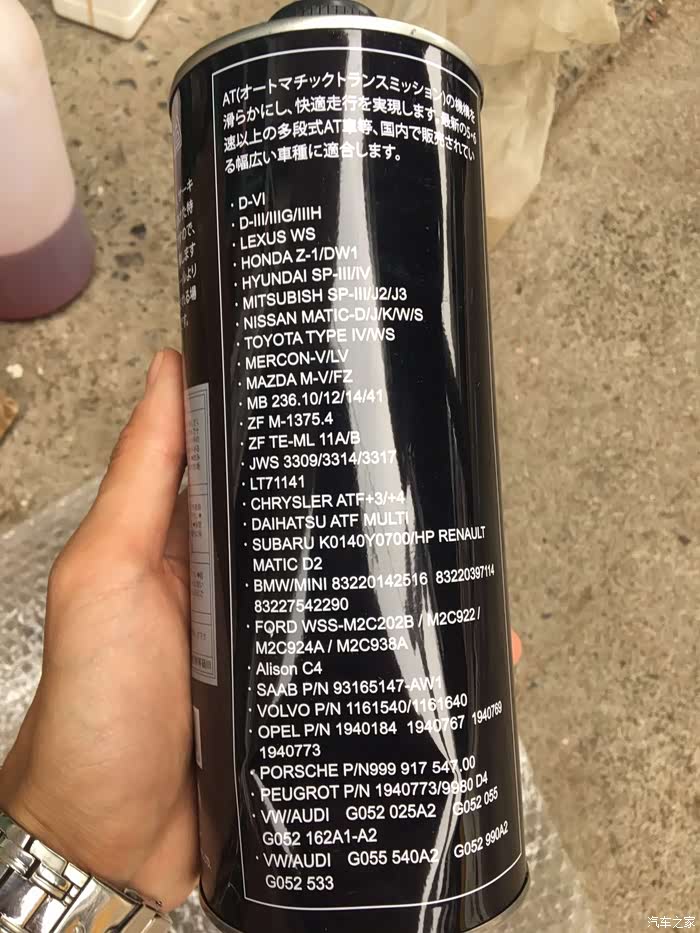 AT(オートマチックトランスミッション)の機構を
滑らかにし、快適走行を実現します。最新の5・6
速以上の多段式AT車等、国内で販売されてい
る幅広い車種に適合します。
・D-VI
・D-III/IIIG/IIIH
・LEXUS WS
・HONDA Z-1/DW1
・HYUNDAI SP-III/IV
・MITSUBISH SP-III/J2/J3
・NISSAN MATIC-D/J/K/W/S
・TOYOTA TYPE IV/WS
・MERCON-V/LV
・MAZDA M-V/FZ
・MB 236.10/12/14/41
・ZF M-1375.4
・ZF TE-ML 11A/B
・JWS 3309/3314/3317
・LT71141
・CHRYSLER ATF+3/+4
・DAIHATSU ATF MULTI
・SUBARU K0140Y0700/HP RENAULT
MATIC D2
・BMW/MINI 83220142516 83220397114
83227542290
・FORD WSS-M2C202B / M2C922 /
M2C924A / M2C938A
・Alison C4
・SAAB P/N 93165147-AW1
・VOLVO P/N 1161540/1161640
・OPEL P/N 1940184 1940767 1940769
1940773
・PORSCHE P/N999 917 547,00
・PEUGROT P/N 1940773/9980 D4
・VW/AUDI G052 025A2 G052 055
G052 162A1-A2
・VW/AUDI G055 540A2 G052 990A2
G052 533
汽车之家